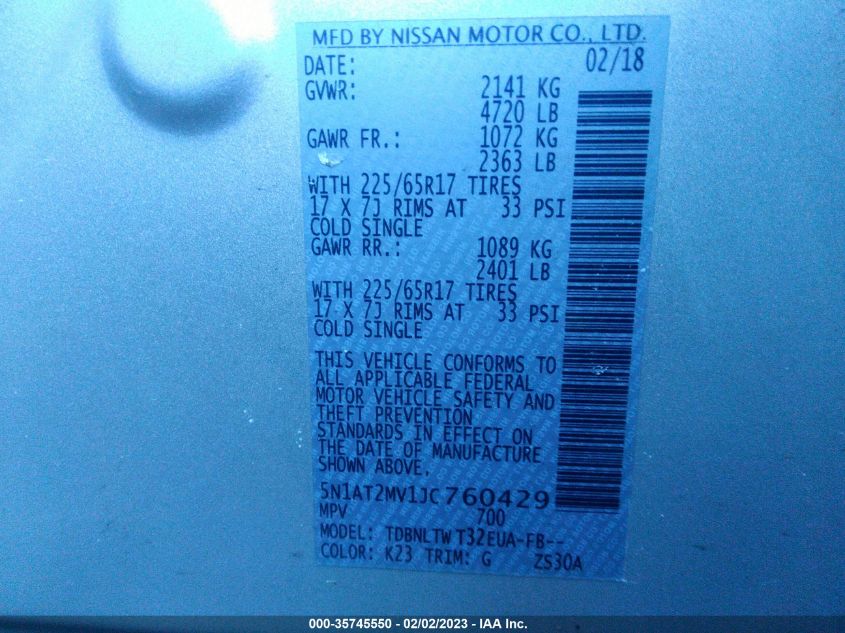 MFD BY NISSAN MOTOR CO., LTD.
DATE: 02/18
GVWR: 2141 KG
4720 LB
GAWR FR.: 1072 KG
2363 LB
WITH 225/65R17 TIRES
17 X 7J RIMS AT 33 PSI
COLD SINGLE
GAWR RR.: 1089 KG
2401 LB
WITH 225/65R17 TIRES
17 X 7J RIMS AT 33 PSI
COLD SINGLE
THIS VEHICLE CONFORMS TO
ALL APPLICABLE FEDERAL
MOTOR VEHICLE SAFETY AND
THEFT PREVENTION
STANDARDS IN EFFECT ON
THE DATE OF MANUFACTURE
SHOWN ABOVE.
5N1AT2MV1JC760429
MPV 700
MODEL: TDBNLTW T32EUA-FB--
COLOR: K23 TRIM: G ZS30A
000-35745550 - 02/02/2023 - IAA Inc.